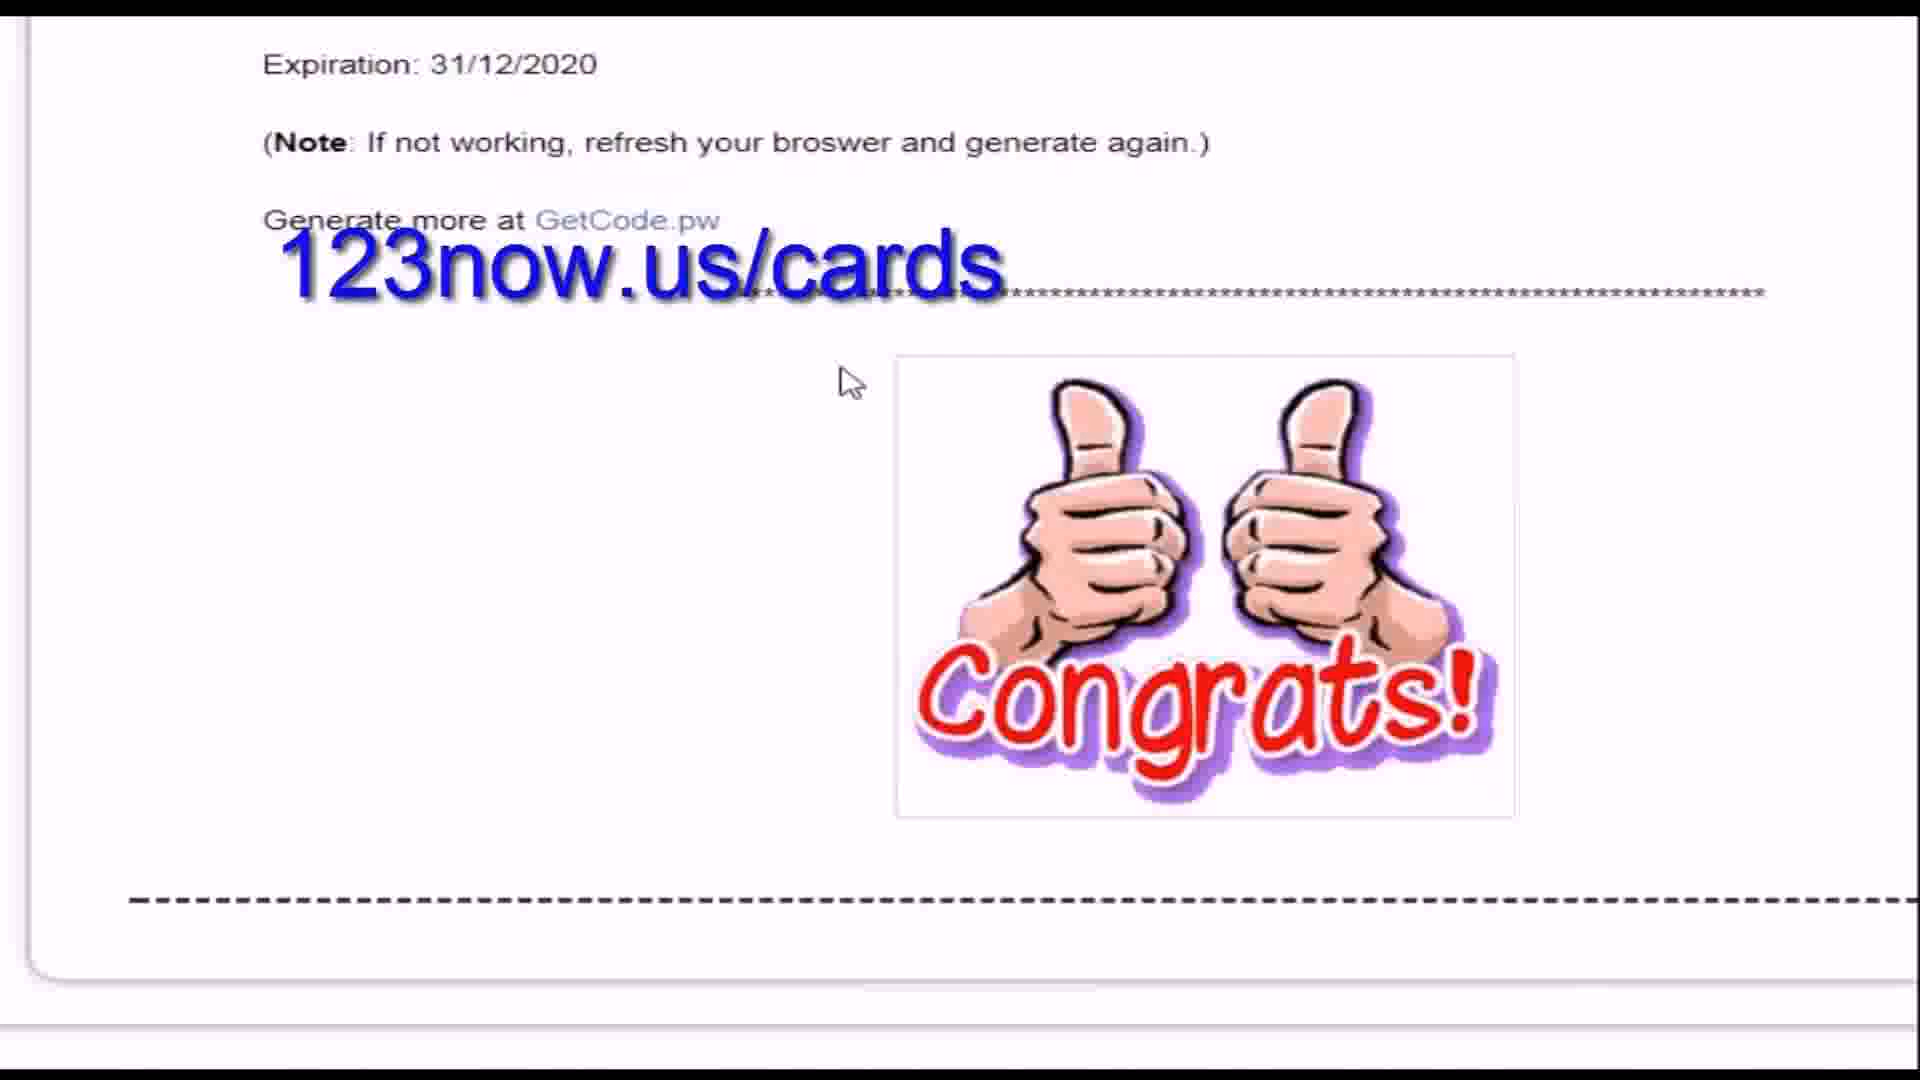 Expiration: 31/12/2020
(Note: If not working, refresh your broswer and generate again.)
Generate more at GetCode.pw
123now.us/cards
Congrats!